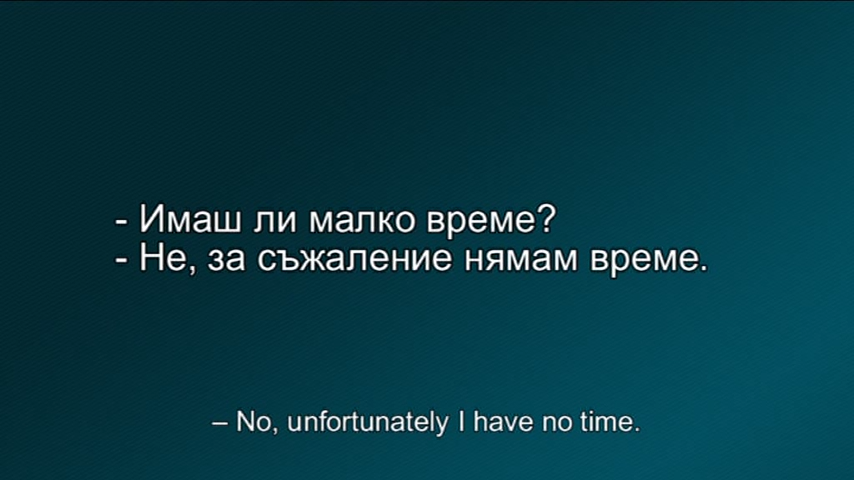 - Имаш ли малко време?
- Не, за съжаление нямам време.
– No, unfortunately I have no time.